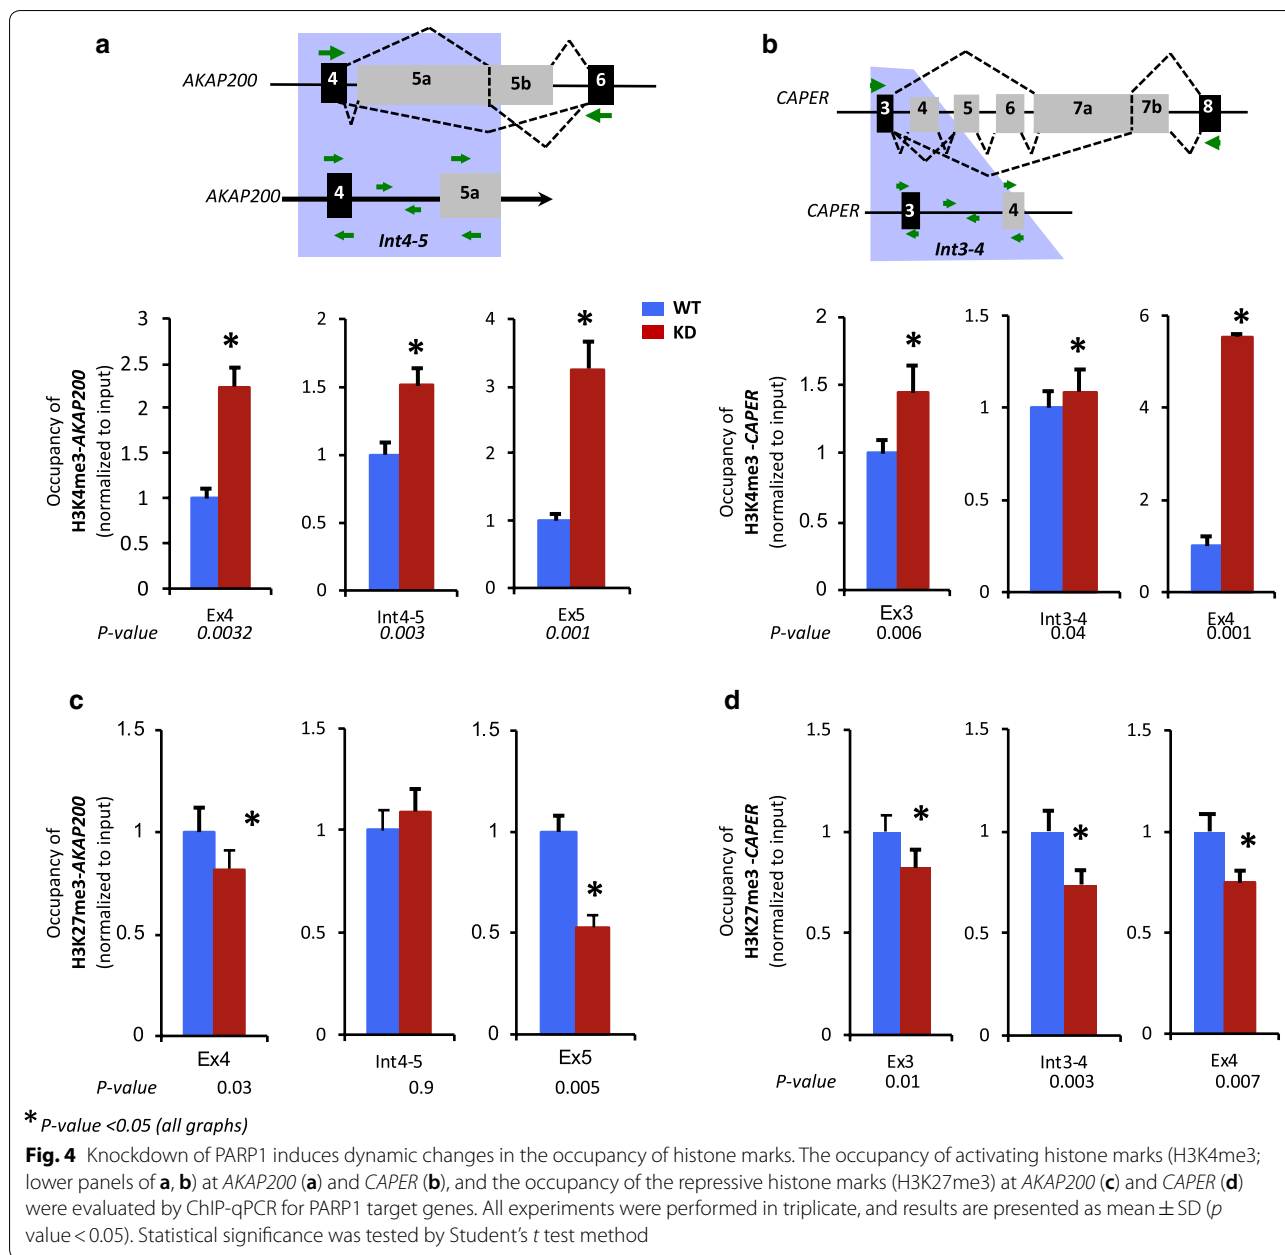 a
AKAP200
4
5a
5b
6
AKAP200
4
5a
Int4-5
b
CAPER
3
4
5
6
7a
7b
8
CAPER
3
4
Int3-4
WT
KD
Occupancy of
H3K4me3-AKAP200
(normalized to input)
3
2.5
2
1.5
1
0.5
0
*
Ex4
2
1.5
1
0.5
0
*
Int4-5
4
3
2
1
0
*
Ex5
P-value 0.0032 0.003 0.001
Occupancy of
H3K4me3 -CAPER
(normalized to input)
2
1.5
1
0.5
0
*
Ex3
1.5
1
0.5
0
*
Int3-4
6
4
2
0
*
Ex4
P-value 0.006 0.04 0.001
c
Occupancy of
H3K27me3-AKAP200
(normalized to input)
1.5
1
0.5
0
*
Ex4
1.5
1
0.5
0
Int4-5
1.5
1
0.5
0
*
Ex5
P-value 0.03 0.9 0.005
d
Occupancy of
H3K27me3 -CAPER
(normalized to input)
1.5
1
0.5
0
*
Ex3
1.5
1
0.5
0
*
Int3-4
1.5
1
0.5
0
*
Ex4
P-value 0.01 0.003 0.007
* P-value <0.05 (all graphs)
Fig. 4 Knockdown of PARP1 induces dynamic changes in the occupancy of histone marks. The occupancy of activating histone marks (H3K4me3;
lower panels of a, b) at AKAP200 (a) and CAPER (b), and the occupancy of the repressive histone marks (H3K27me3) at AKAP200 (c) and CAPER (d)
were evaluated by ChIP-qPCR for PARP1 target genes. All experiments were performed in triplicate, and results are presented as mean ± SD (p
value < 0.05). Statistical significance was tested by Student's t test method